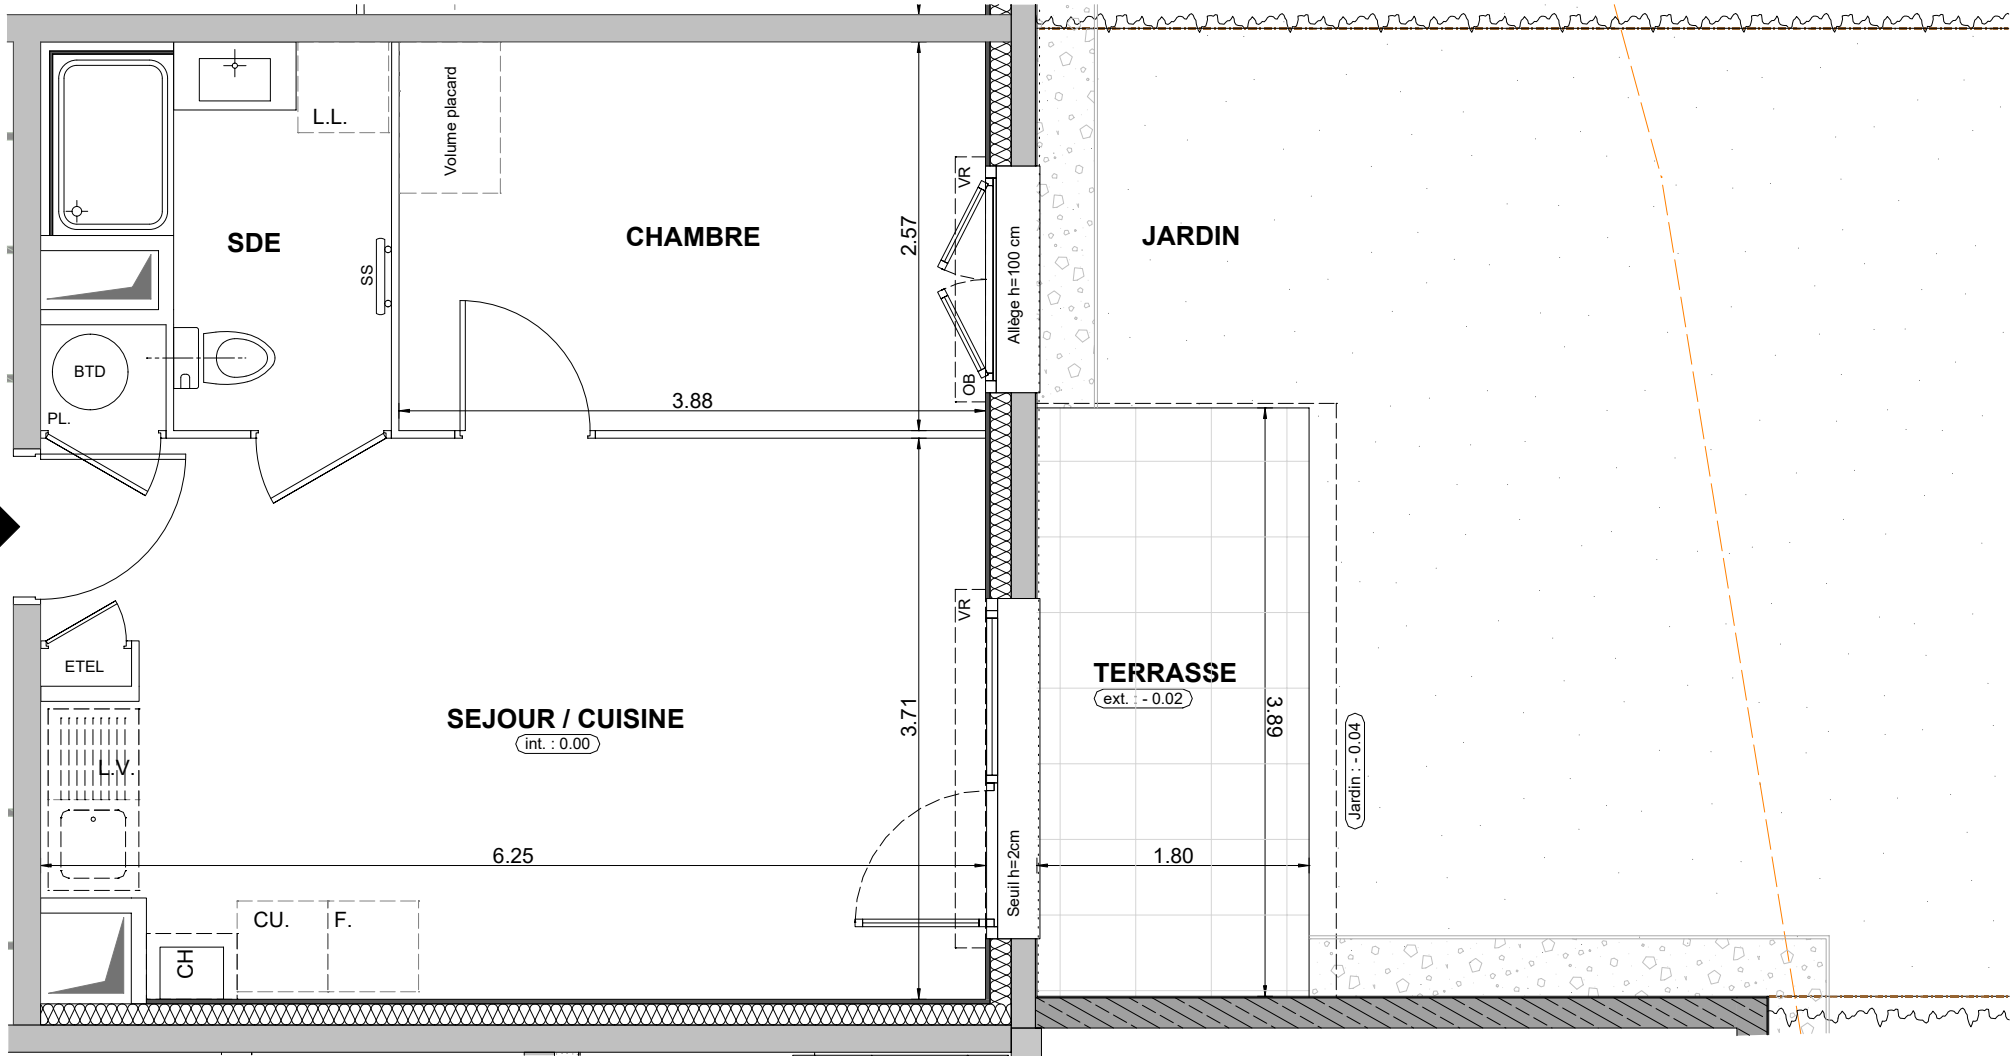 L.L.
Volume placard
VR
SDE
CHAMBRE
2.57
JARDIN
SS
Allège h=100 cm
BTD
OB
PL.
3.88
VR
ETEL
TERRASSE
ext. : - 0.02
SEJOUR / CUISINE
int. : 0.00
3.71
3.89
Jardin : - 0.04
L.V.
6.25
Seuil h=2cm
1.80
CU.
F.
CH